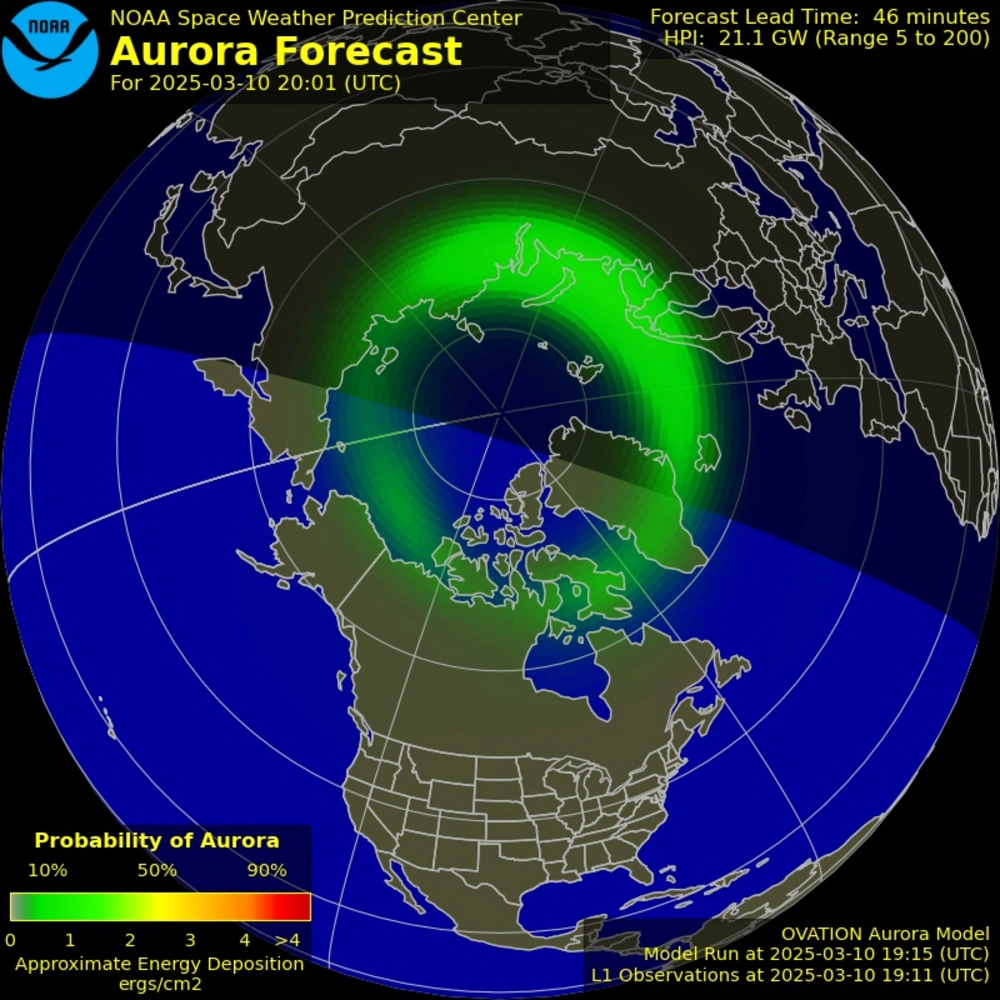 NOAA
NOAA Space Weather Prediction Center
Aurora Forecast
For 2025-03-10 20:01 (UTC)
Forecast Lead Time: 46 minutes
HPI: 21.1 GW (Range 5 to 200)
Probability of Aurora
10% 50% 90%
0 1 2 3 4 >4
Approximate Energy Deposition
ergs/cm2
OVATION Aurora Model
Model Run at 2025-03-10 19:15 (UTC)
L1 Observations at 2025-03-10 19:11 (UTC)